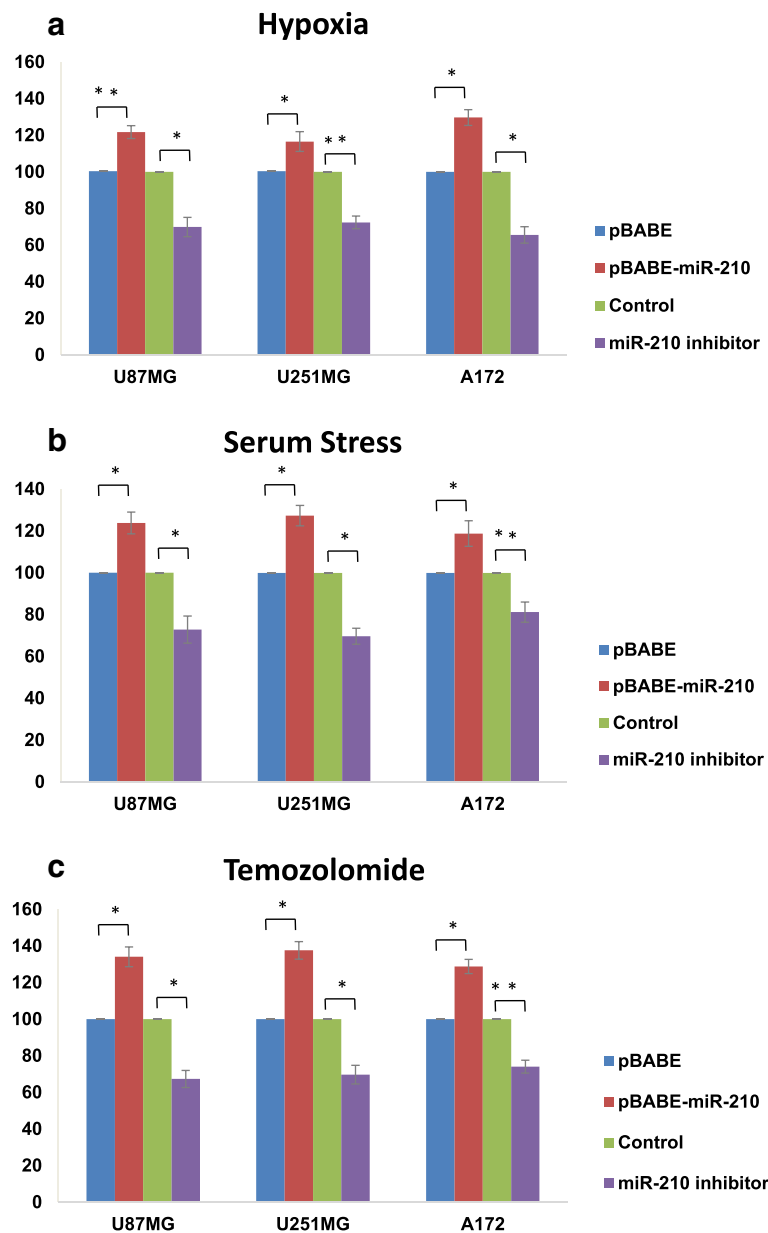 a
Hypoxia
160
140
120
100
80
60
40
20
0
* *
*
*
* *
*
*
U87MG
U251MG
A172
pBABE
pBABE-miR-210
Control
miR-210 inhibitor
b
Serum Stress
140
120
100
80
60
40
20
0
*
*
*
*
*
* *
U87MG
U251MG
A172
pBABE
pBABE-miR-210
Control
miR-210 inhibitor
c
Temozolomide
160
140
120
100
80
60
40
20
0
*
*
*
*
*
* *
U87MG
U251MG
A172
pBABE
pBABE-miR-210
Control
miR-210 inhibitor